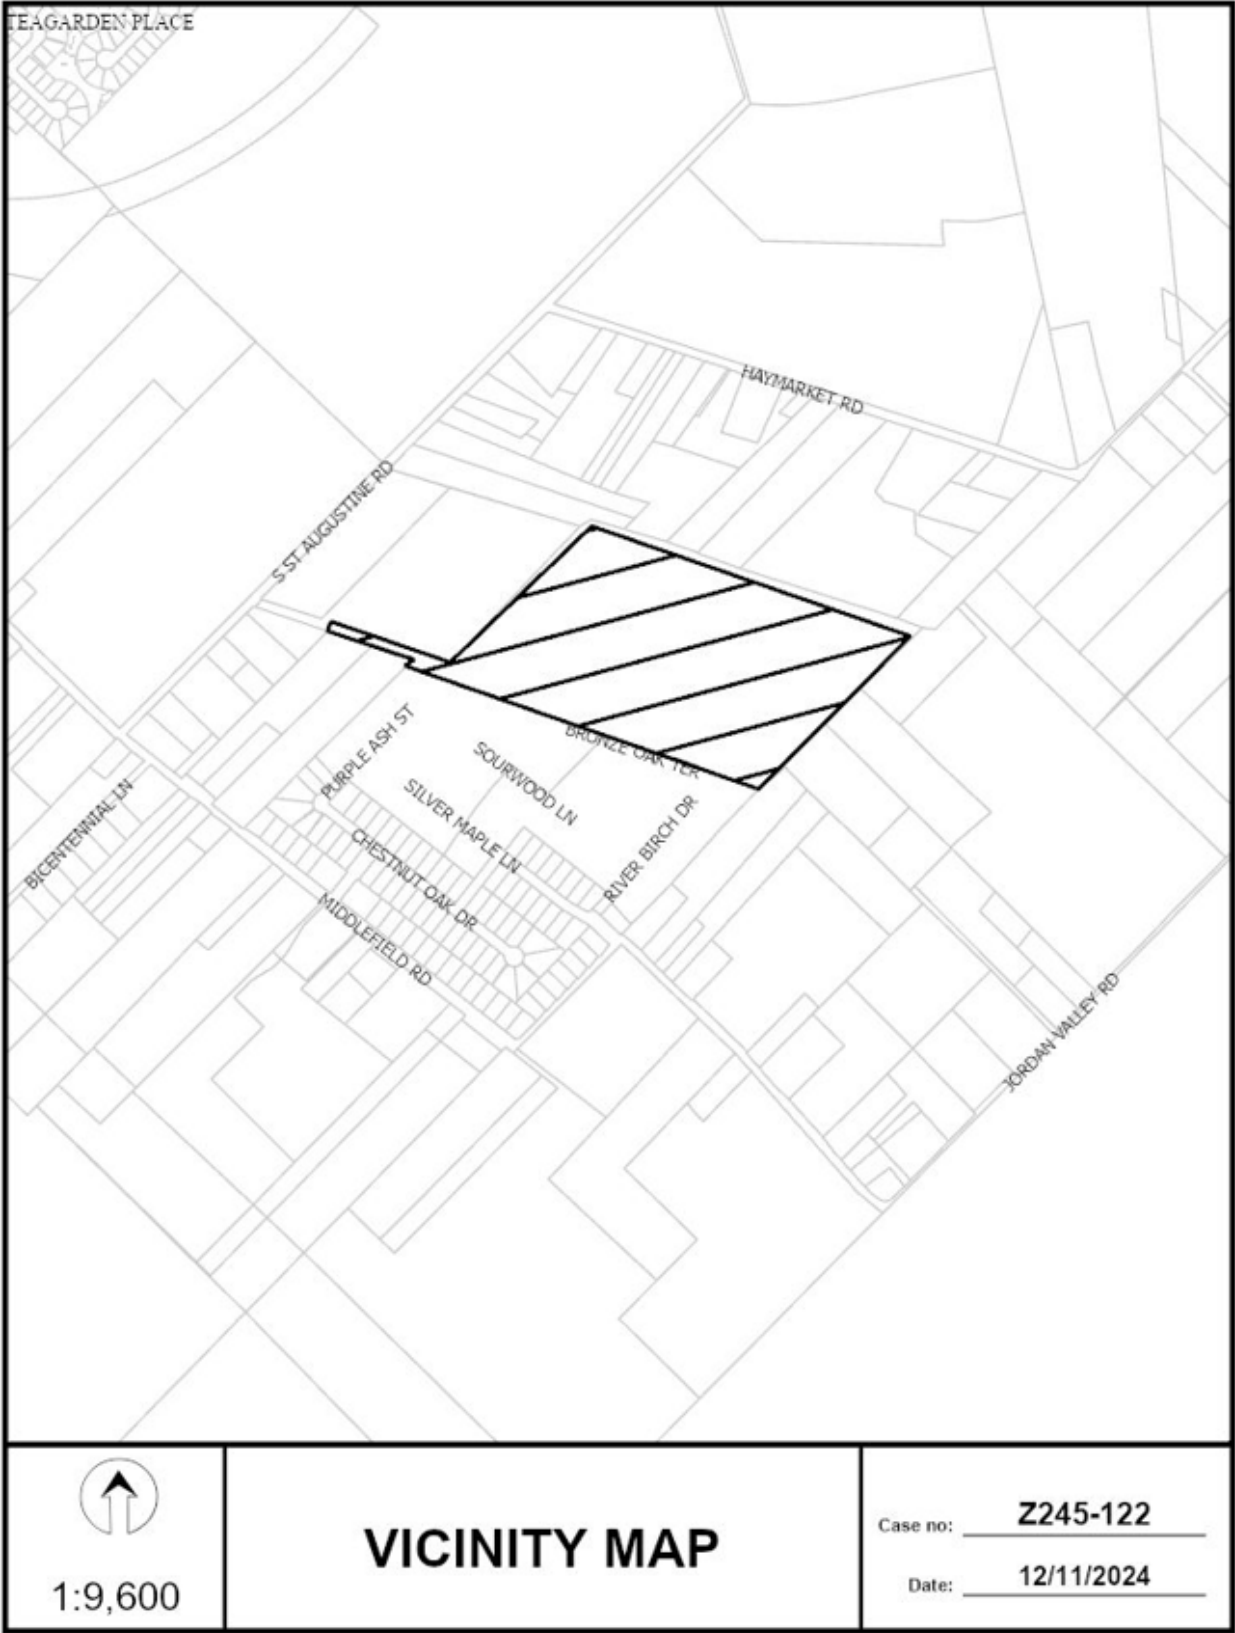 TEAGARDEN PLACE
HAYMARKET RD
S ST AUGUSTINE RD
PURPLE ASH ST
BRONZE OAK TER
SOURWOOD LN
SILVER MAPLE LN
RIVER BIRCH DR
BICENTENNIAL LN
CHESTNUT OAK DR
MIDDLEFIELD RD
JORDAN VALLEY RD
1:9,600
VICINITY MAP
Case no: Z245-122
Date: 12/11/2024